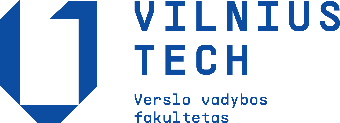 VILNIUS
TECH
Verslo vadybos
fakultetas